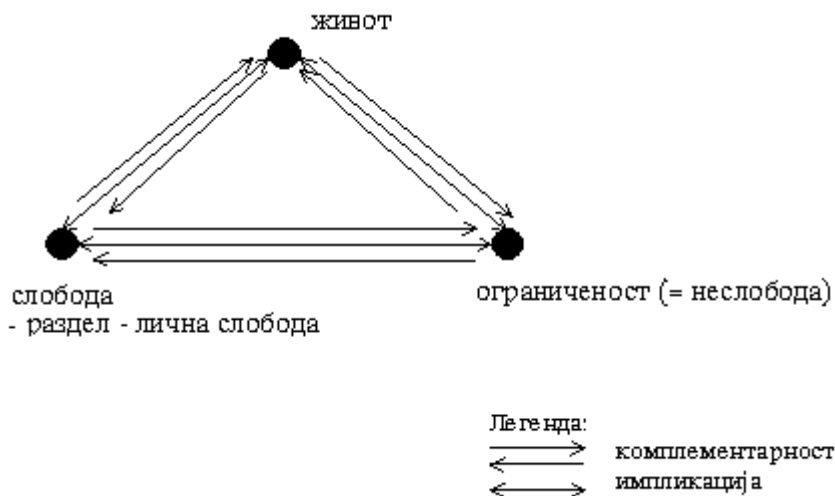 живот
слобода
- раздел - лична слобода
ограниченост (= неслобода)
Легенда:
комплементарност
импликација